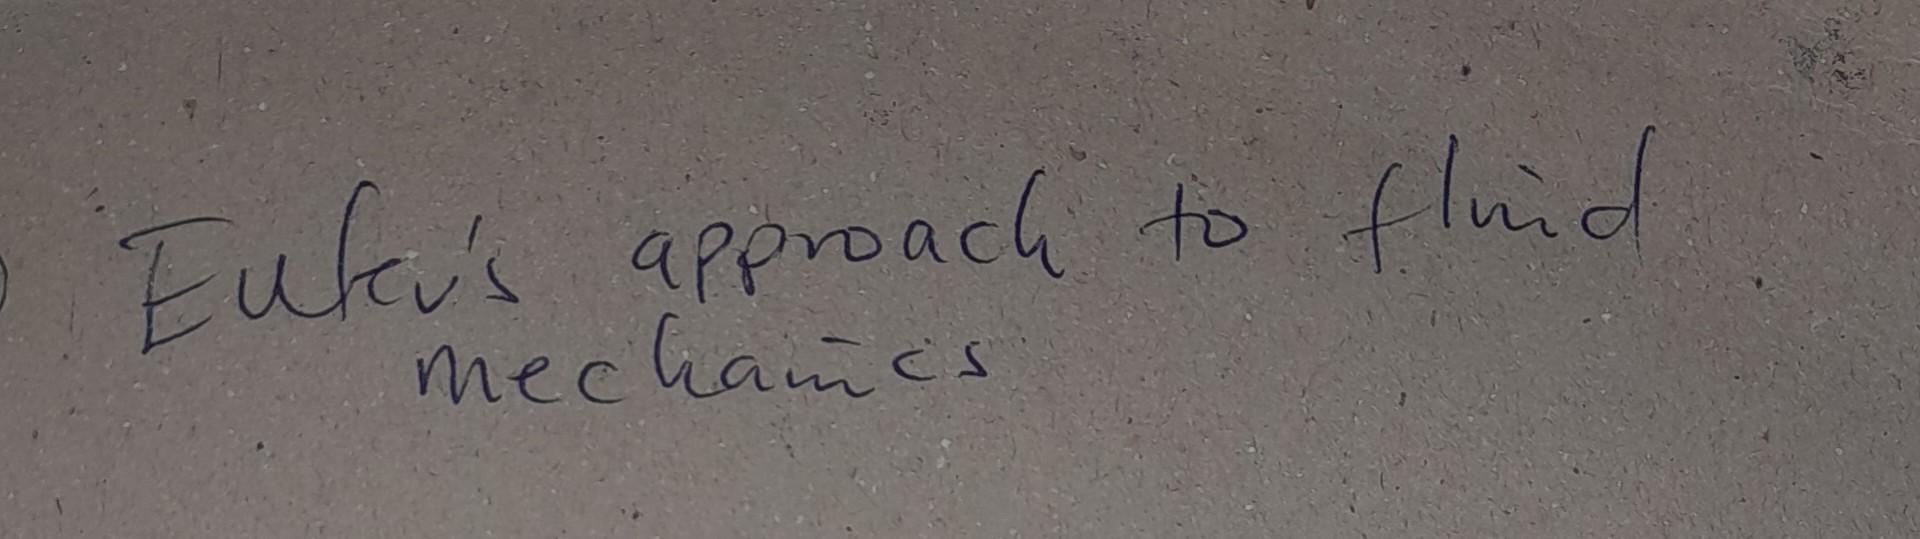 Euler's approach to fluid
mechanics